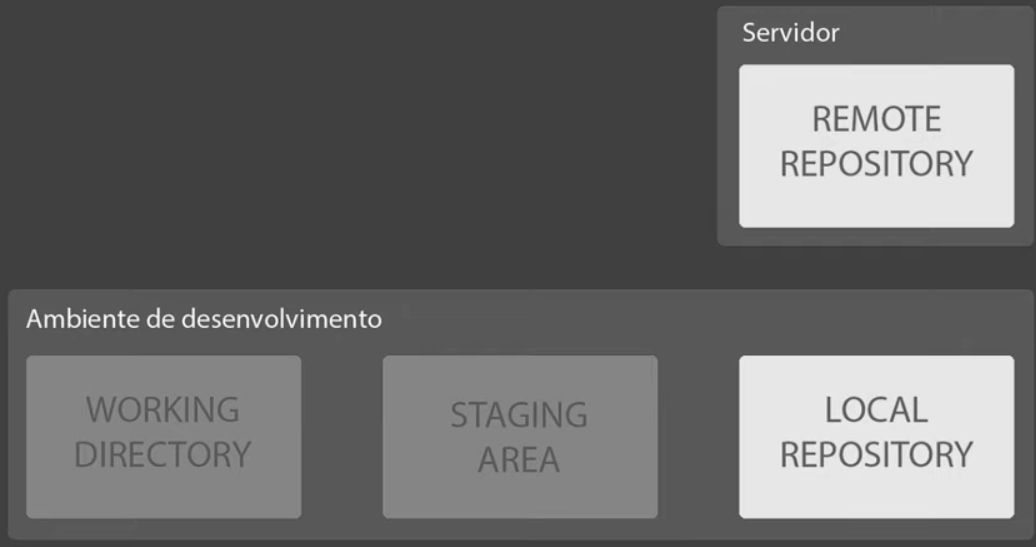 Servidor
REMOTE
REPOSITORY
Ambiente de desenvolvimento
WORKING
DIRECTORY
STAGING
AREA
LOCAL
REPOSITORY